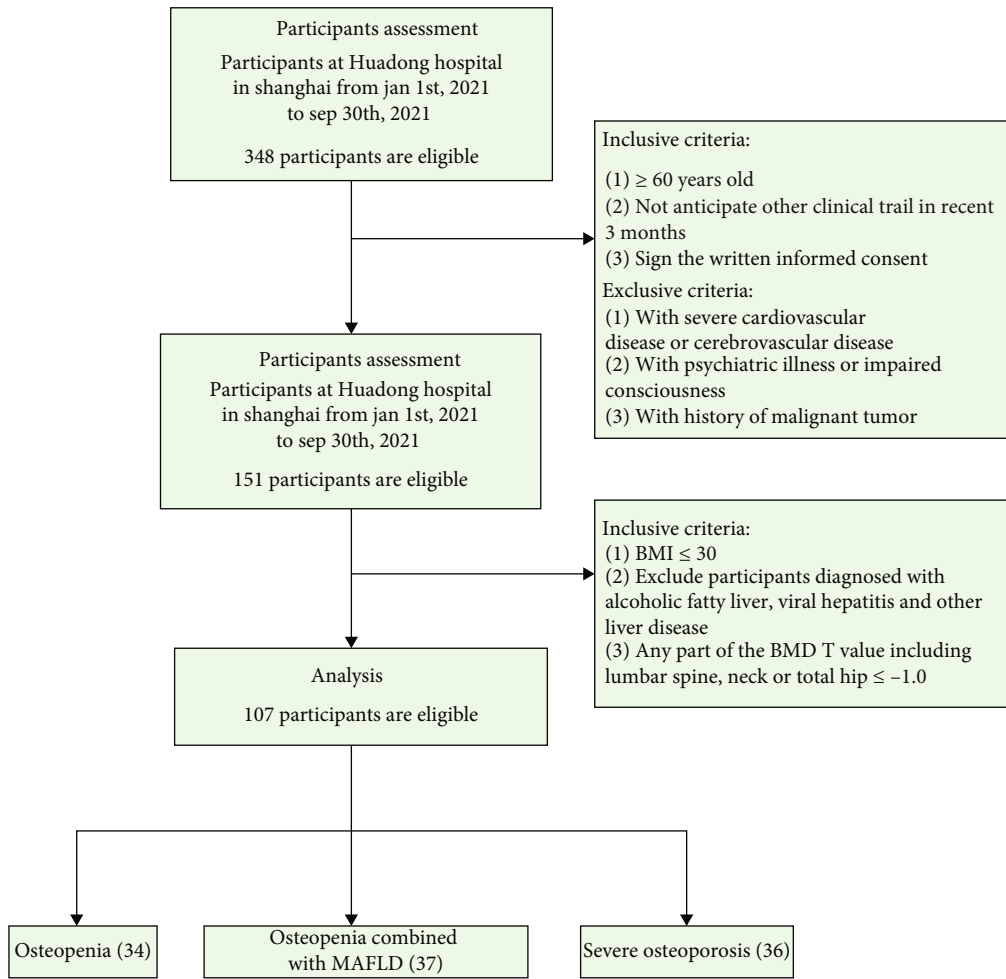 Participants assessment
Participants at Huadong hospital
in shanghai from jan 1st, 2021
to sep 30th, 2021
348 participants are eligible
Inclusive criteria:
(1) ≥ 60 years old
(2) Not anticipate other clinical trail in recent
3 months
(3) Sign the written informed consent
Exclusive criteria:
(1) With severe cardiovascular
disease or cerebrovascular disease
(2) With psychiatric illness or impaired
consciousness
(3) With history of malignant tumor
Participants assessment
Participants at Huadong hospital
in shanghai from jan 1st, 2021
to sep 30th, 2021
151 participants are eligible
Inclusive criteria:
(1) BMI ≤ 30
(2) Exclude participants diagnosed with
alcoholic fatty liver, viral hepatitis and other
liver disease
(3) Any part of the BMD T value including
lumbar spine, neck or total hip ≤ –1.0
Analysis
107 participants are eligible
Osteopenia (34)
Osteopenia combined
with MAFLD (37)
Severe osteoporosis (36)